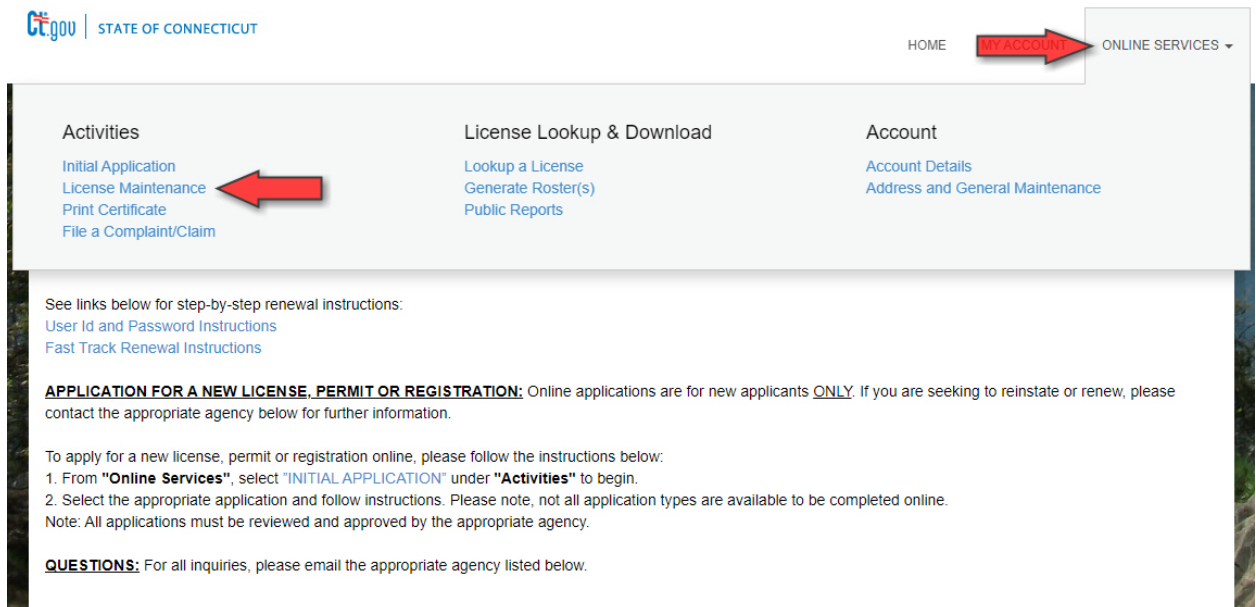 Ct.gov STATE OF CONNECTICUT
HOME MY ACCOUNT ONLINE SERVICES
Activities
Initial Application
License Maintenance
Print Certificate
File a Complaint/Claim
License Lookup & Download
Lookup a License
Generate Roster(s)
Public Reports
Account
Account Details
Address and General Maintenance
See links below for step-by-step renewal instructions:
User Id and Password Instructions
Fast Track Renewal Instructions
APPLICATION FOR A NEW LICENSE, PERMIT OR REGISTRATION: Online applications are for new applicants ONLY. If you are seeking to reinstate or renew, please
contact the appropriate agency below for further information.
To apply for a new license, permit or registration online, please follow the instructions below:
1. From "Online Services", select "INITIAL APPLICATION" under "Activities" to begin.
2. Select the appropriate application and follow instructions. Please note, not all application types are available to be completed online.
Note: All applications must be reviewed and approved by the appropriate agency.
QUESTIONS: For all inquiries, please email the appropriate agency listed below.